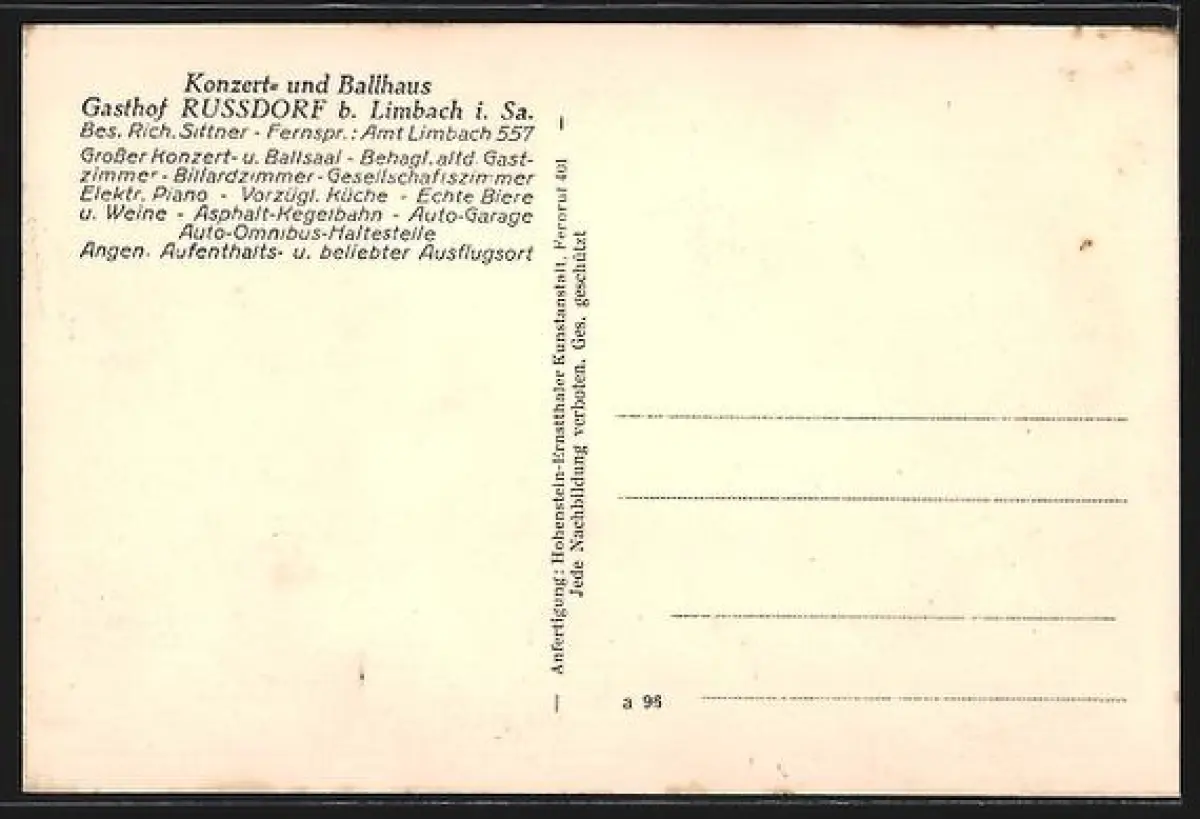 Konzert- und Ballhaus
Gasthof RUSSDORF b. Limbach i. Sa.
Bes. Rich. Sittner - Fernspr.: Amt Limbach 557
Großer Konzert- u. Ballsaal - Behagl. altd. Gast-
zimmer - Billardzimmer - Gesellschaftszimmer
Elektr. Piano - Vorzügl. Küche - Echte Biere
u. Weine - Asphalt-Kegelbahn - Auto-Garage
Auto-Omnibus-Haltestelle
Angen. Aufenthalts- u. beliebter Ausflugsort
Anfertigung: Hohenstein-Ernstthaler Kunstanstalt, Fernruf 401
Jede Nachbildung verboten. Ges. geschützt
a 98